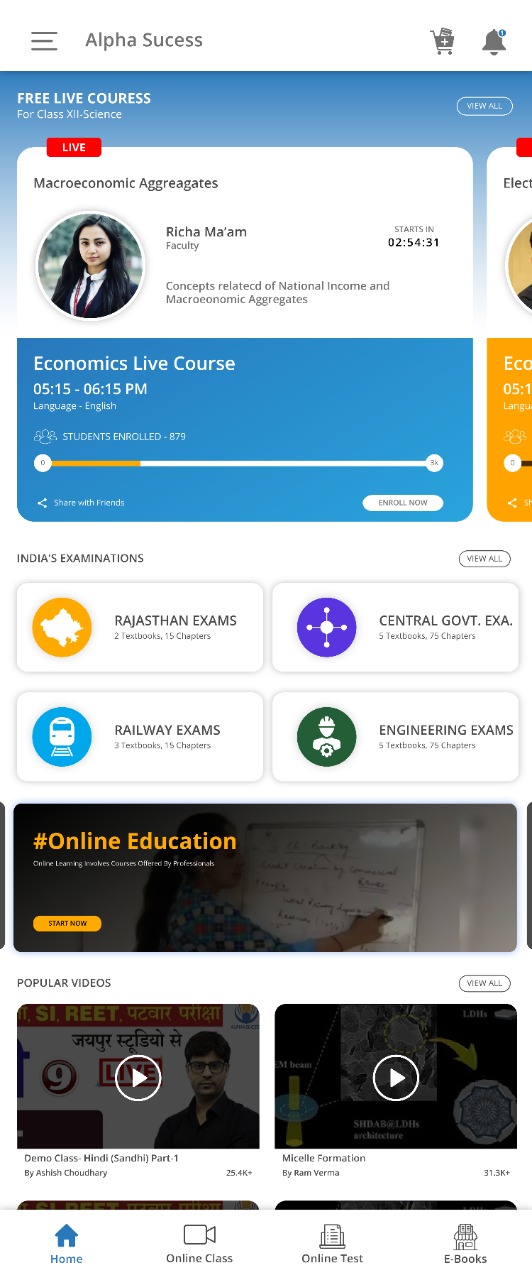 Alpha Sucess
1
FREE LIVE COURESS
For Class XII-Science
VIEW ALL
LIVE
Macroeconomic Aggreagates
Elect
Richa Ma'am
Faculty
STARTS IN
02:54:31
Concepts relatecd of National Income and
Macroeonomic Aggregates
Economics Live Course
05:15 - 06:15 PM
Language - English
STUDENTS ENROLLED - 879
0
3k
Share with Friends
ENROLL NOW
Eco
05:1
Langu
0
Sh
INDIA'S EXAMINATIONS
VIEW ALL
RAJASTHAN EXAMS
2 Textbooks, 15 Chapters
CENTRAL GOVT. EXA.
5 Textbooks, 75 Chapters
RAILWAY EXAMS
3 Textbooks, 15 Chapters
ENGINEERING EXAMS
5 Textbooks, 75 Chapters
#Online Education
Online Learning Involves Courses Offered By Professionals
START NOW
POPULAR VIDEOS
VIEW ALL
, SI, REET, पटवार परीक्षा
जयपुर स्टूडियो से
9
LIVE
LDHs
EM beam
SHDAB@LDHs
architecture
Demo Class- Hindi (Sandhi) Part-1
By Ashish Choudhary
25.4K+
Micelle Formation
By Ram Verma
31.3K+
Home
Online Class
Online Test
E-Books